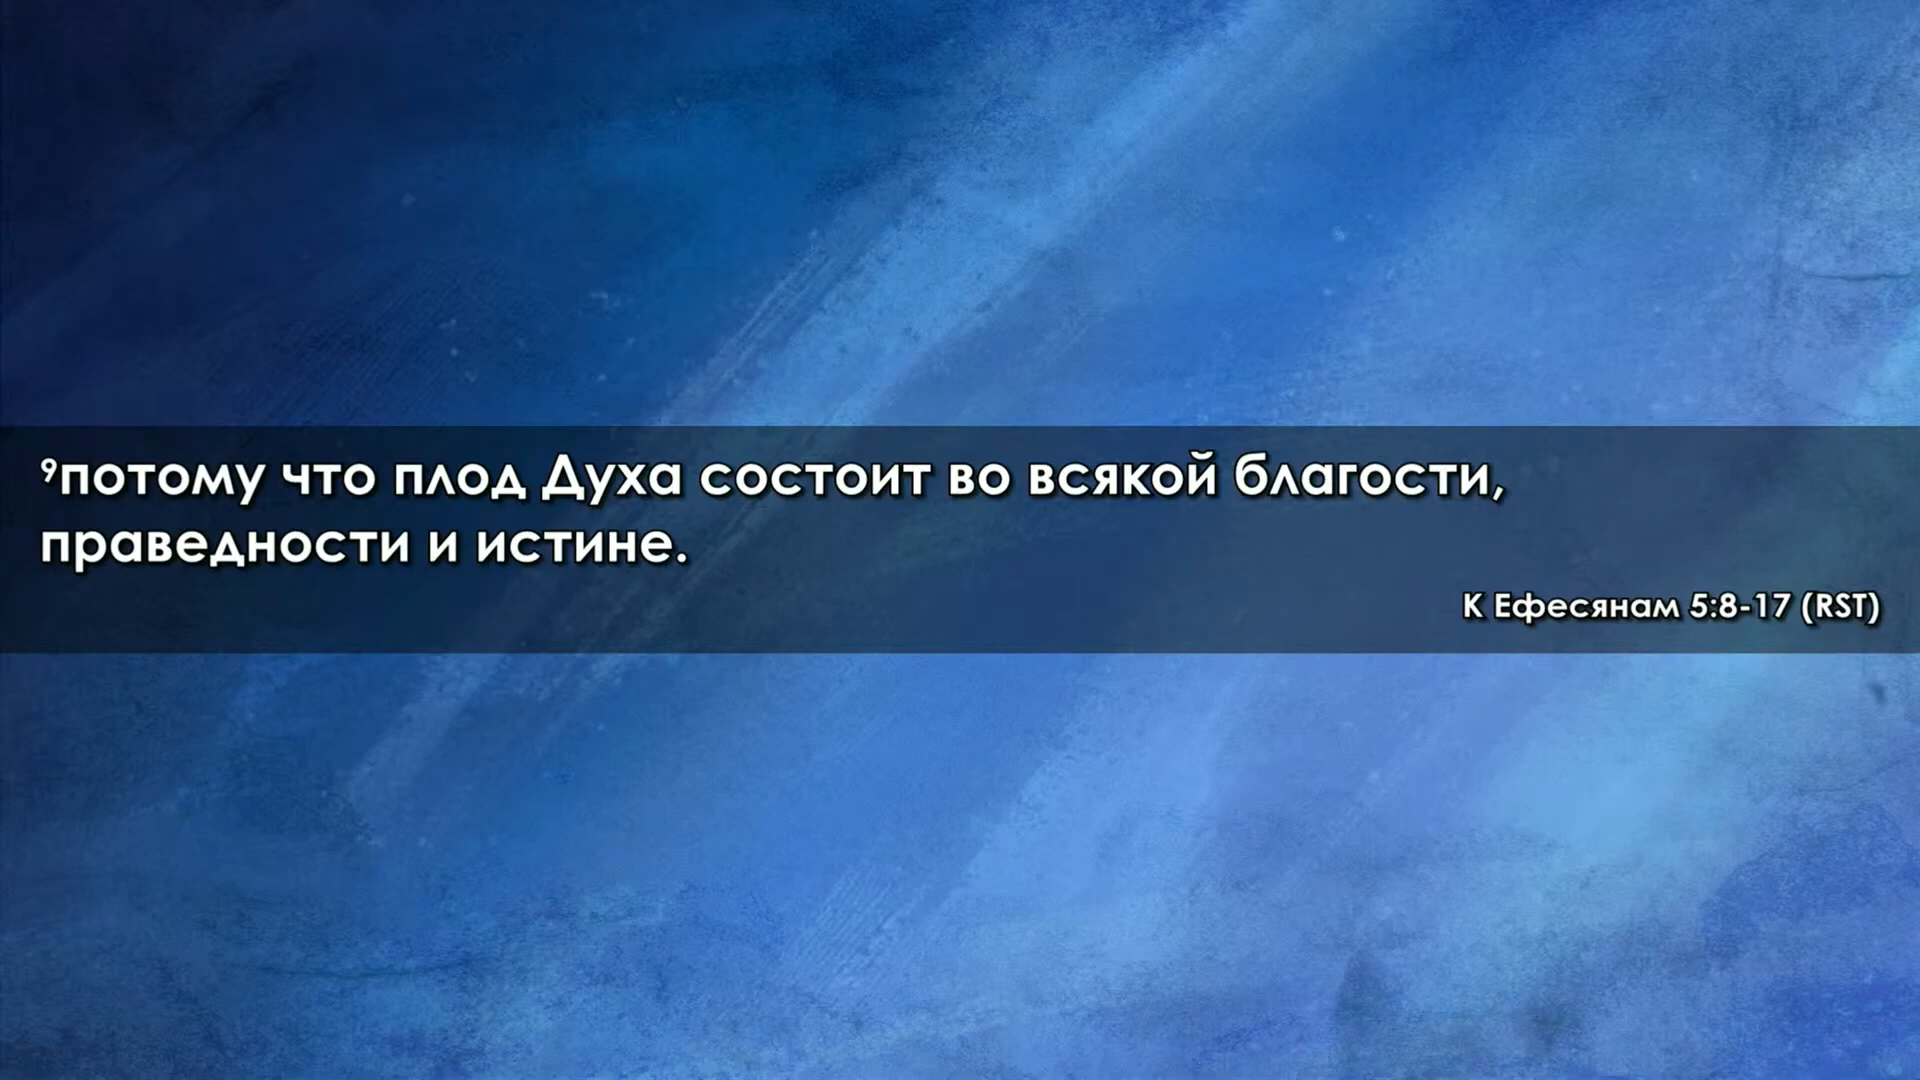 ⁹потому что плод Духа состоит во всякой благости,
праведности и истине.
К Ефесянам 5:8-17 (RST)